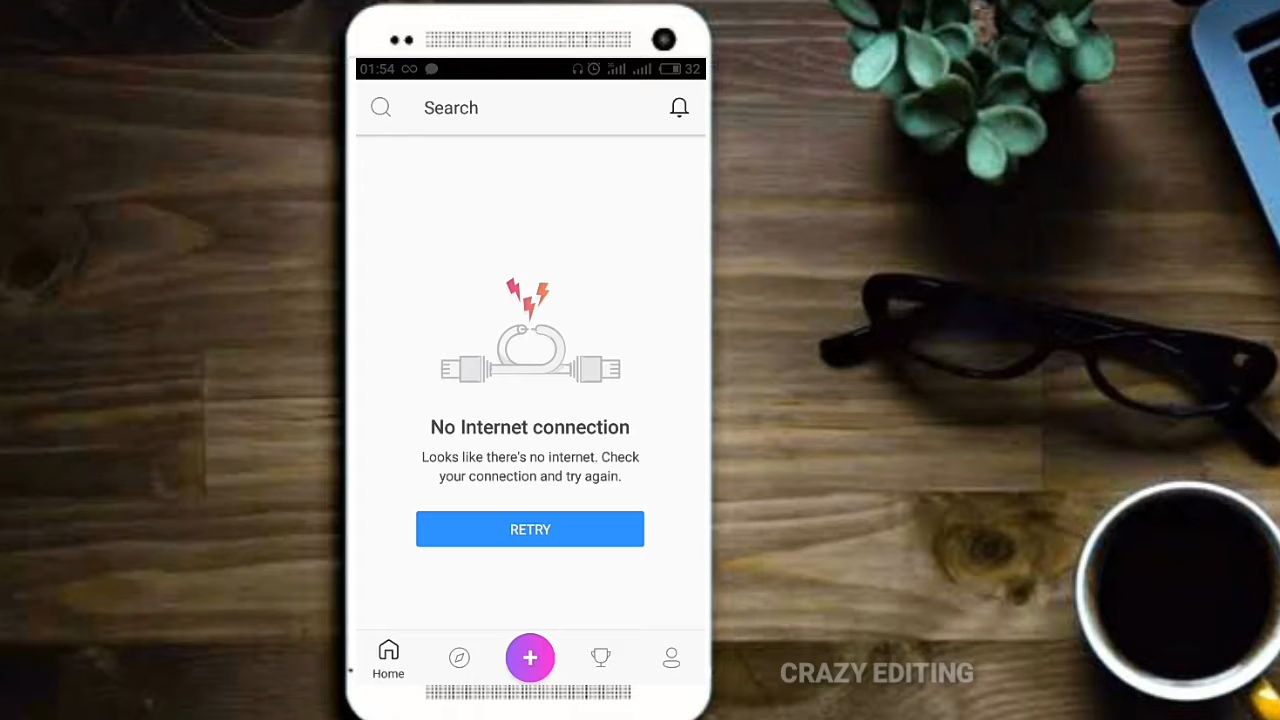 01:54
32
Search
No Internet connection
Looks like there's no internet. Check
your connection and try again.
RETRY
Home
CRAZY EDITING